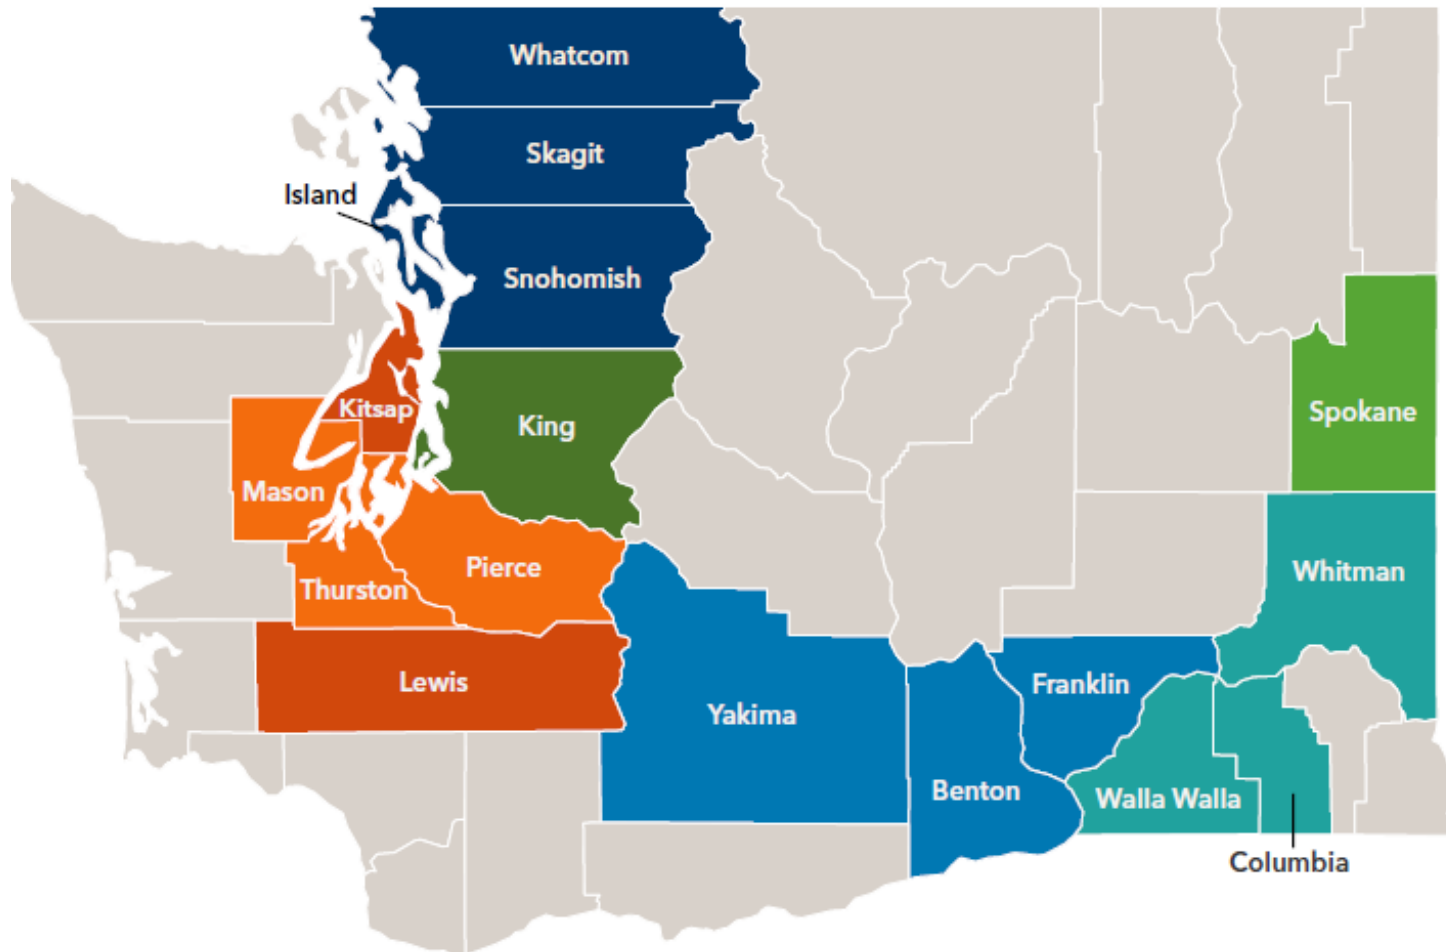 Whatcom
Skagit
Island
Snohomish
Kitsap
King
Spokane
Mason
Pierce
Whitman
Thurston
Lewis
Franklin
Yakima
Benton
Walla Walla
Columbia